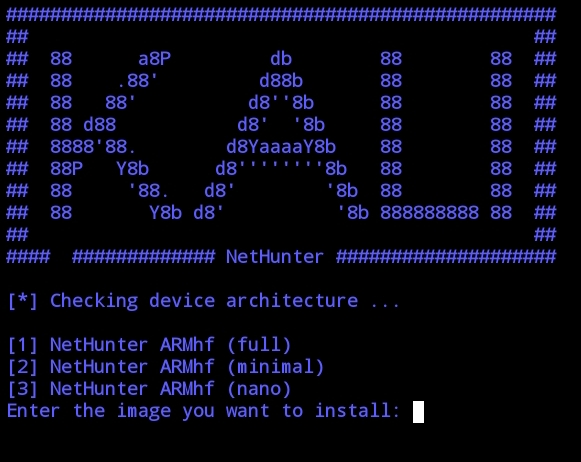 ##################################################
##                                              ##
##  88      a8P         db        88        88  ##
##  88    .88'         d88b       88        88  ##
##  88   88'          d8''8b      88        88  ##
##  88 d88           d8'  '8b     88        88  ##
##  8888'88.        d8YaaaaY8b    88        88  ##
##  88P   Y8b      d8''''''''8b   88        88  ##
##  88     '88.   d8'        '8b  88        88  ##
##  88       Y8b d8'          '8b 888888888 88  ##
##                                              ##
####  ############# NetHunter ####################

[*] Checking device architecture ...

[1] NetHunter ARMhf (full)
[2] NetHunter ARMhf (minimal)
[3] NetHunter ARMhf (nano)
Enter the image you want to install: